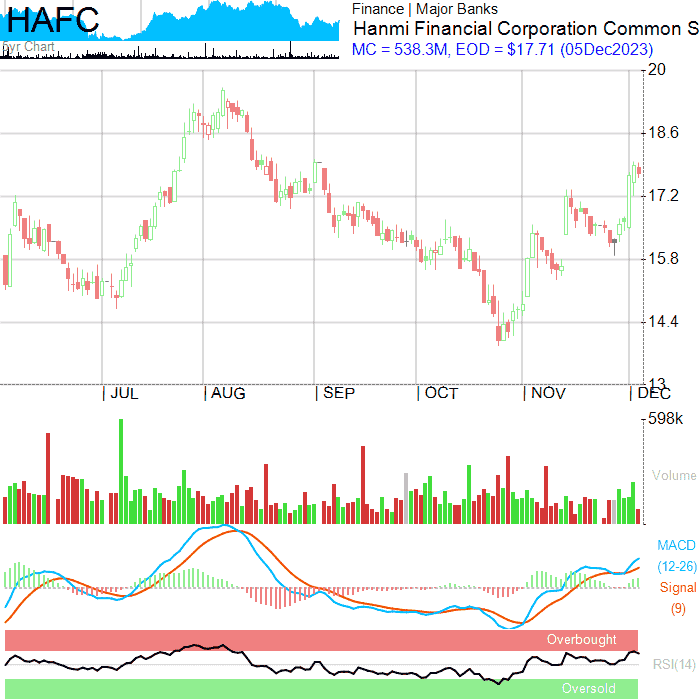 HAFC
5yr Chart
Finance | Major Banks
Hanmi Financial Corporation Common S
MC = 538.3M, EOD = $17.71 (05Dec2023)
20
18.6
17.2
15.8
14.4
13
| JUL | AUG | SEP | OCT | NOV | DEC
598k
Volume
MACD
(12-26)
Signal
(9)
Overbought
RSI(14)
Oversold